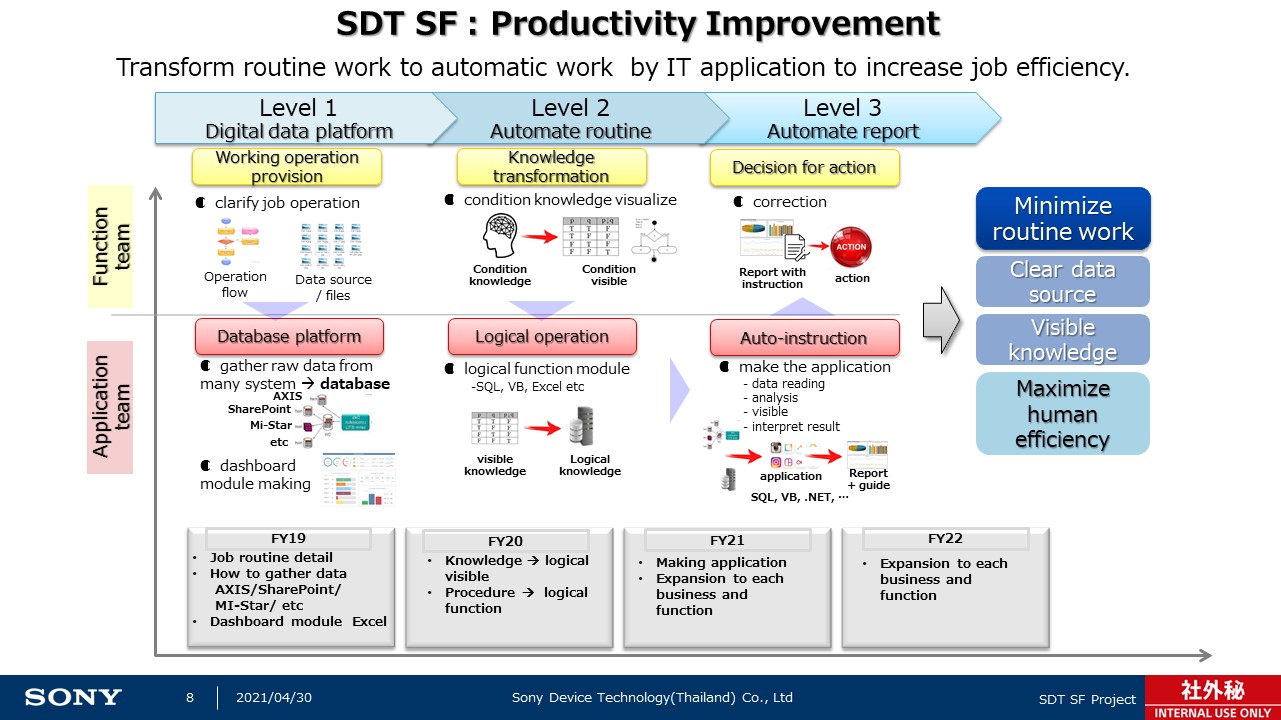 SDT SF : Productivity Improvement
Transform routine work to automatic work by IT application to increase job efficiency.
Level 1
Digital data platform
Level 2
Automate routine
Level 3
Automate report
Working operation
provision
Knowledge
transformation
Decision for action
Function
team
clarify job operation
Operation
flow
Data source
/ files
condition knowledge visualize
Condition
knowledge
p q p|q
T T T
T F F
F T F
F F F
Condition
visible
correction
Report with
instruction
ACTION
action
Minimize
routine work
Clear data
source
Visible
knowledge
Maximize
human
efficiency
Application
team
Database platform
gather raw data from
many system → database
AXIS
SharePoint
Mi-Star
etc
dashboard
module making
Logical operation
logical function module
-SQL, VB, Excel etc
visible
knowledge
Logical
knowledge
Auto-instruction
make the application
- data reading
- analysis
- visible
- interpret result
application
Report
+ guide
SQL, VB, .NET, …
FY19
• Job routine detail
• How to gather data
AXIS/SharePoint/
MI-Star/ etc
• Dashboard module Excel
FY20
• Knowledge → logical
visible
• Procedure → logical
function
FY21
• Making application
• Expansion to each
business and
function
FY22
• Expansion to each
business and
function
SONY
8
2021/04/30
Sony Device Technology(Thailand) Co., Ltd
SDT SF Project
社外秘
INTERNAL USE ONLY